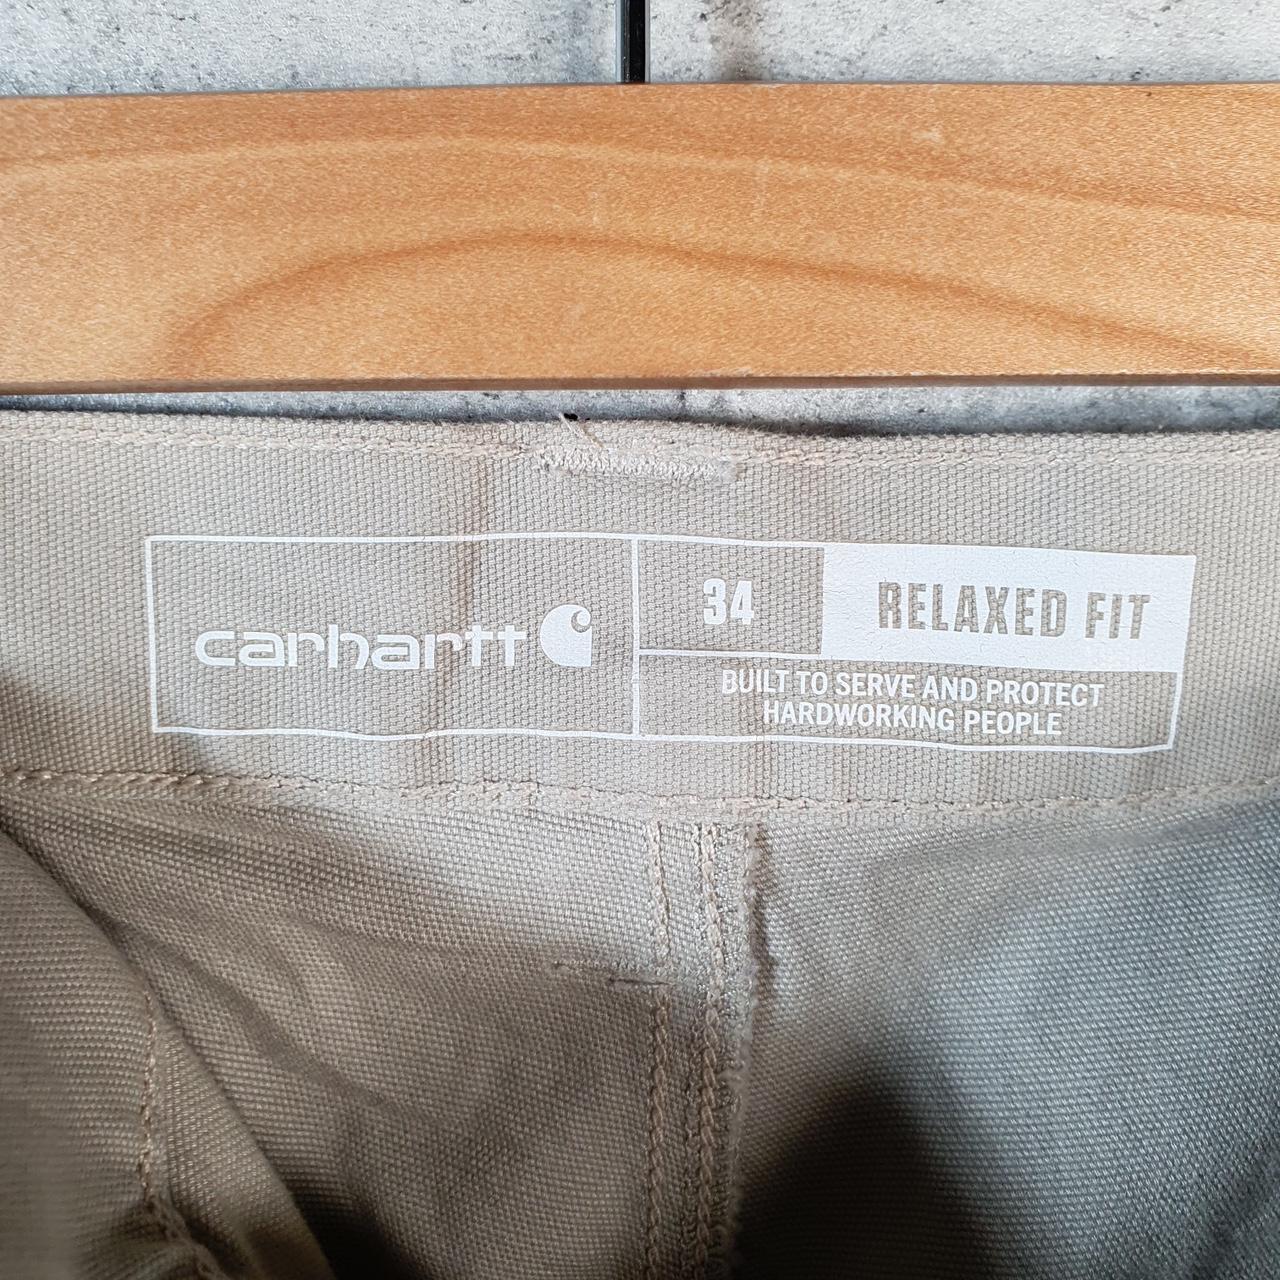 carhartt
34
RELAXED FIT
BUILT TO SERVE AND PROTECT
HARDWORKING PEOPLE